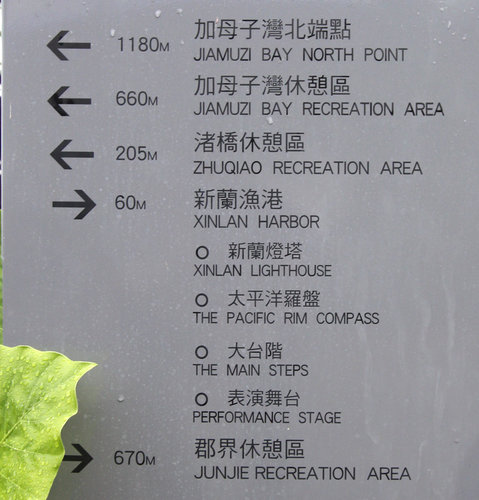 ← 1180M 加母子灣北端點
JIAMUZI BAY NORTH POINT
← 660M 加母子灣休憩區
JIAMUZI BAY RECREATION AREA
← 205M 渚橋休憩區
ZHUQIAO RECREATION AREA
→ 60M 新蘭漁港
XINLAN HARBOR
○ 新蘭燈塔
XINLAN LIGHTHOUSE
○ 太平洋羅盤
THE PACIFIC RIM COMPASS
○ 大台階
THE MAIN STEPS
○ 表演舞台
PERFORMANCE STAGE
→ 670M 郡界休憩區
JUNJIE RECREATION AREA